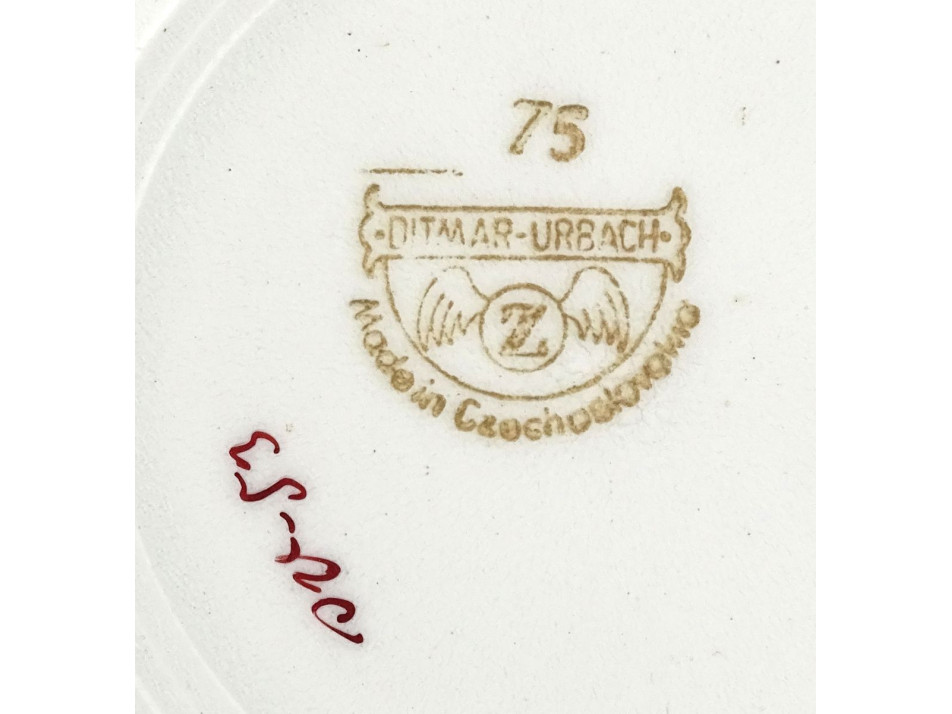 75
DITMAR-URBACH
Z
Made in Czechoslovakia